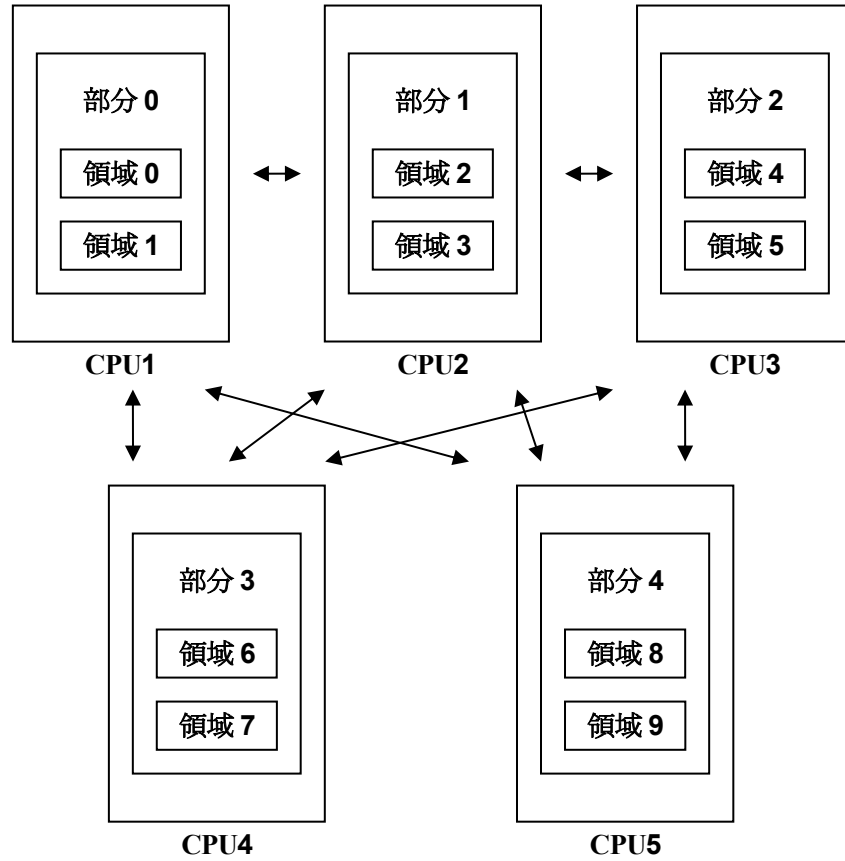 部分 0
領域 0
領域 1
CPU1
部分 1
領域 2
領域 3
CPU2
部分 2
領域 4
領域 5
CPU3
部分 3
領域 6
領域 7
CPU4
部分 4
領域 8
領域 9
CPU5